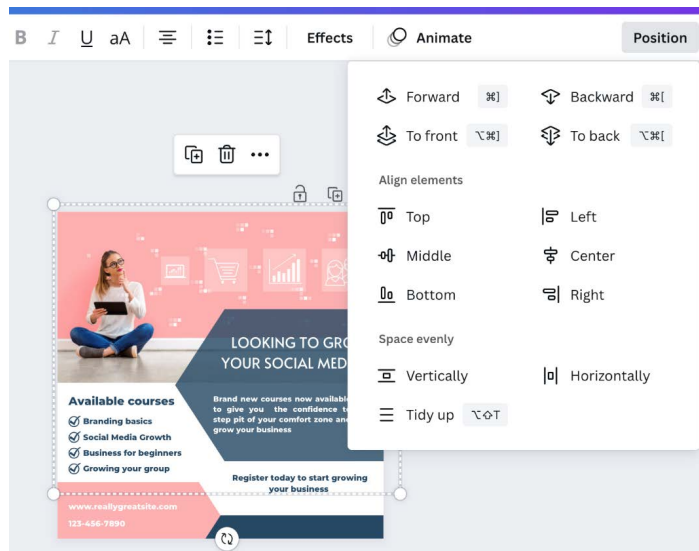 B I U aA Effects Animate Position
Forward ⌘] Backward ⌘[
To front ⌥⌘] To back ⌥⌘[
Align elements
Top Left
Middle Center
Bottom Right
Space evenly
Vertically Horizontally
Tidy up ⌥⇧T
LOOKING TO GRO
YOUR SOCIAL MED
Available courses
Branding basics
Social Media Growth
Business for beginners
Growing your group
Brand new courses now available
to give you the confidence t
step pit of your comfort zone and
grow your business
Register today to start growing
your business
www.reallygreatsite.com
123-456-7890